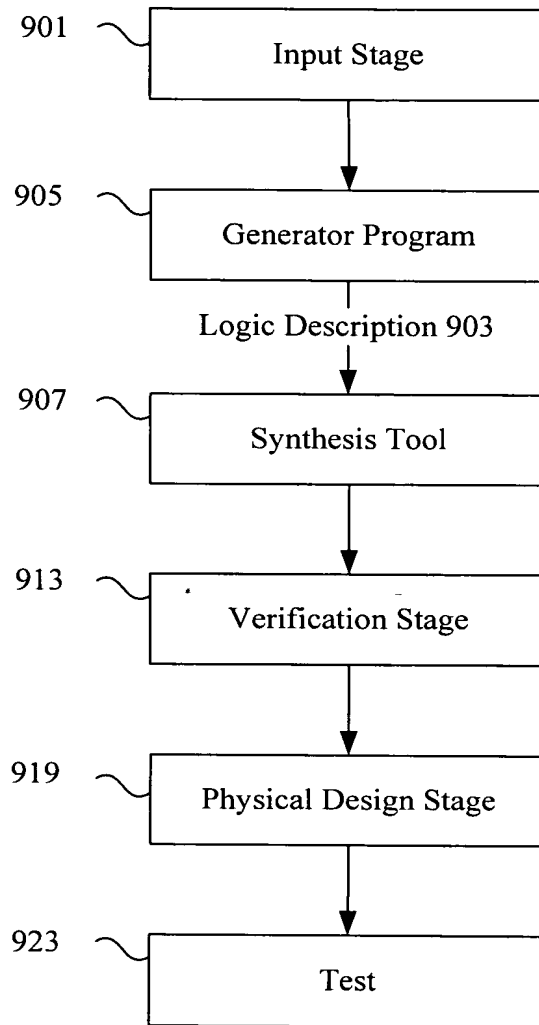 901
Input Stage
905
Generator Program
Logic Description 903
907
Synthesis Tool
913
Verification Stage
919
Physical Design Stage
923
Test